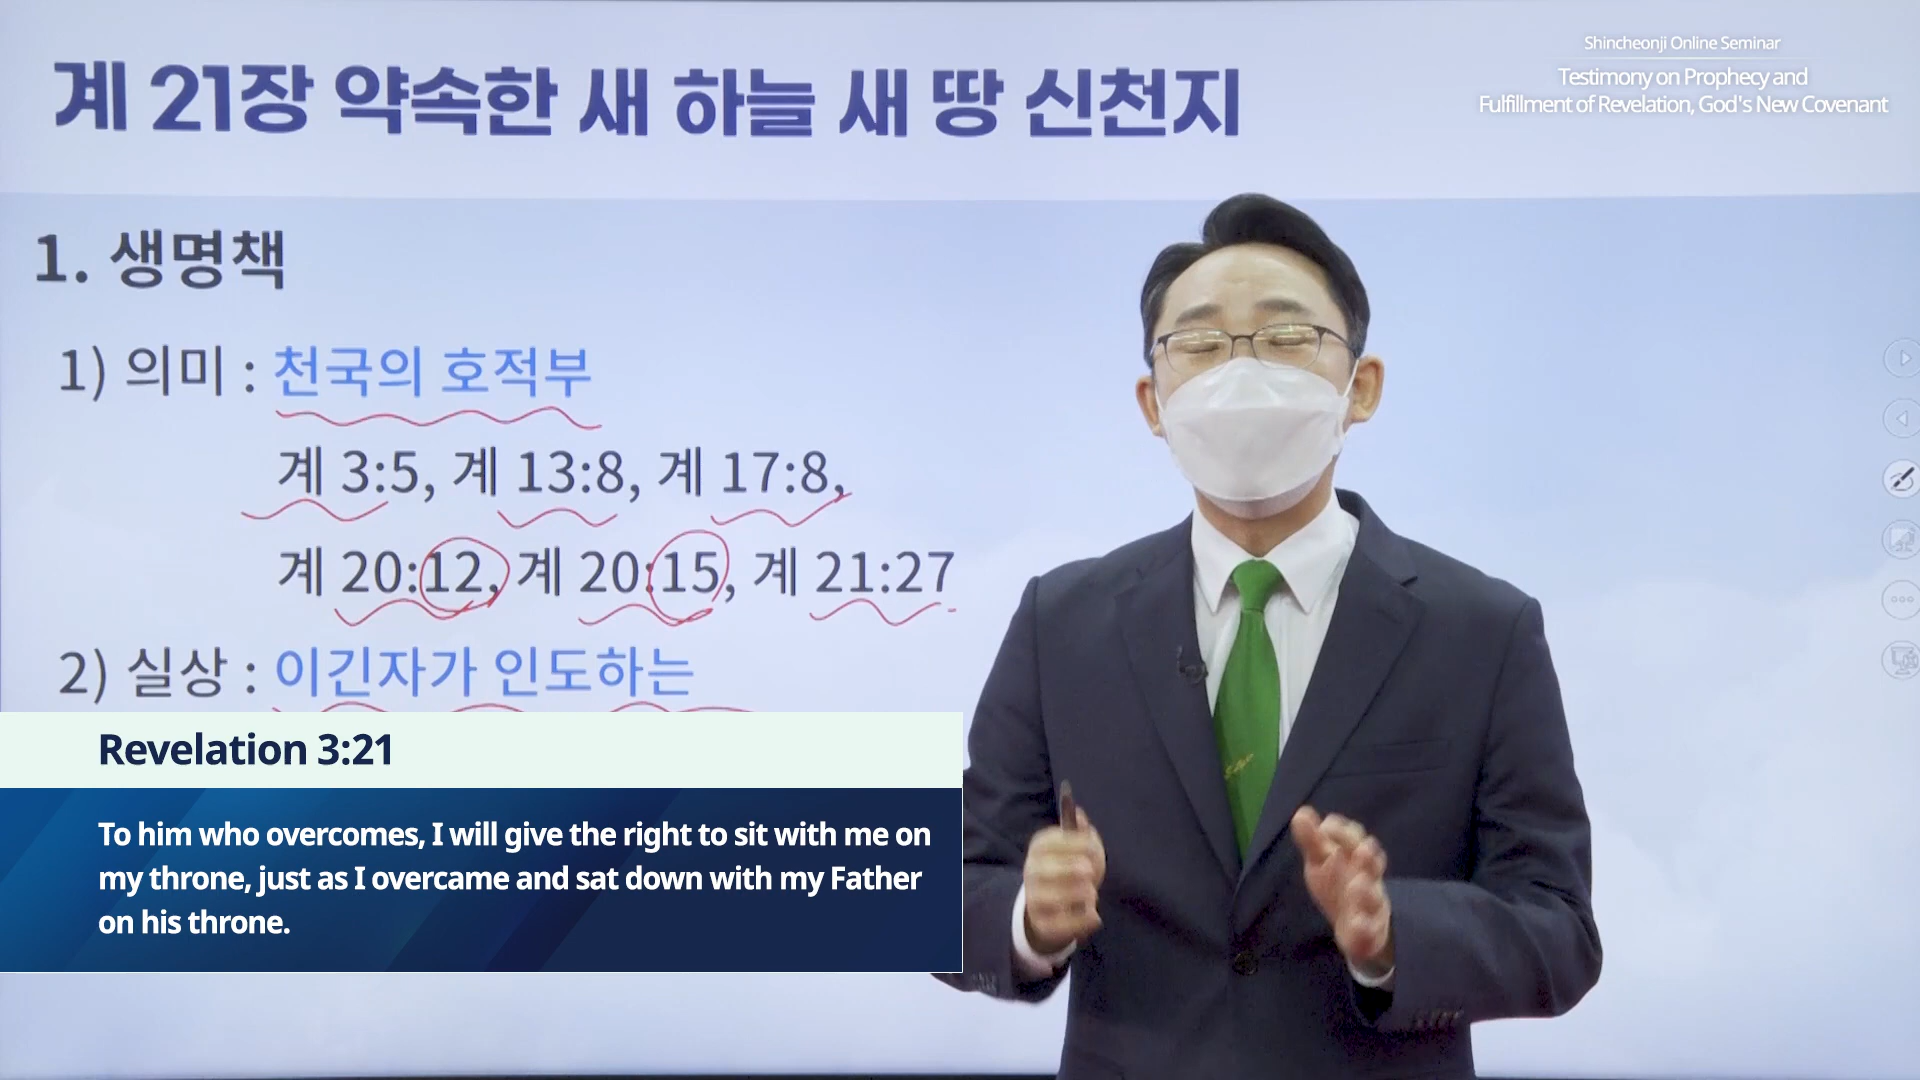 계 21장 약속한 새 하늘 새 땅 신천지
Shincheonji Online Seminar
Testimony on Prophecy and
Fulfillment of Revelation, God's New Covenant
1. 생명책
1) 의미 : 천국의 호적부
계 3:5, 계 13:8, 계 17:8,
계 20:12, 계 20:15, 계 21:27
2) 실상 : 이긴자가 인도하는
Revelation 3:21
To him who overcomes, I will give the right to sit with me on
my throne, just as I overcame and sat down with my Father
on his throne.